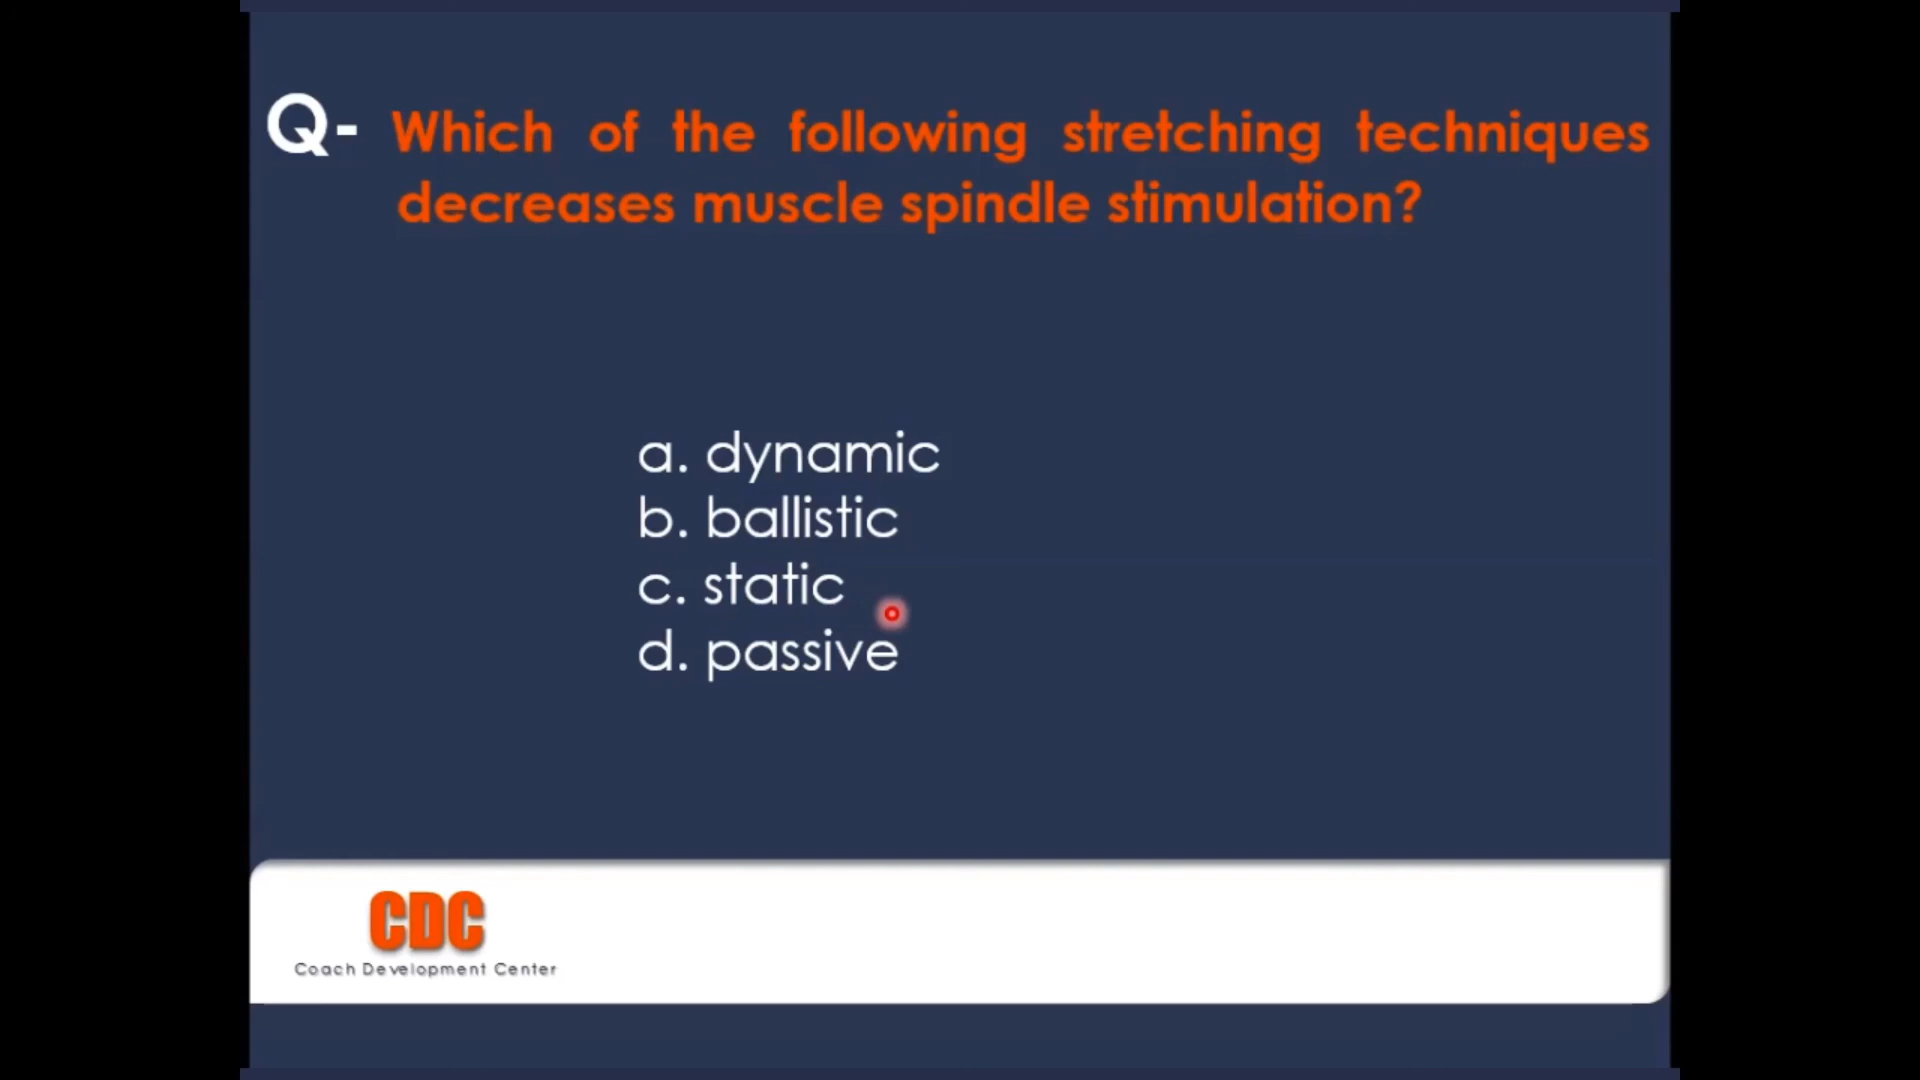 Q- Which of the following stretching techniques
decreases muscle spindle stimulation?
a. dynamic
b. ballistic
c. static
d. passive
CDC
Coach Development Center